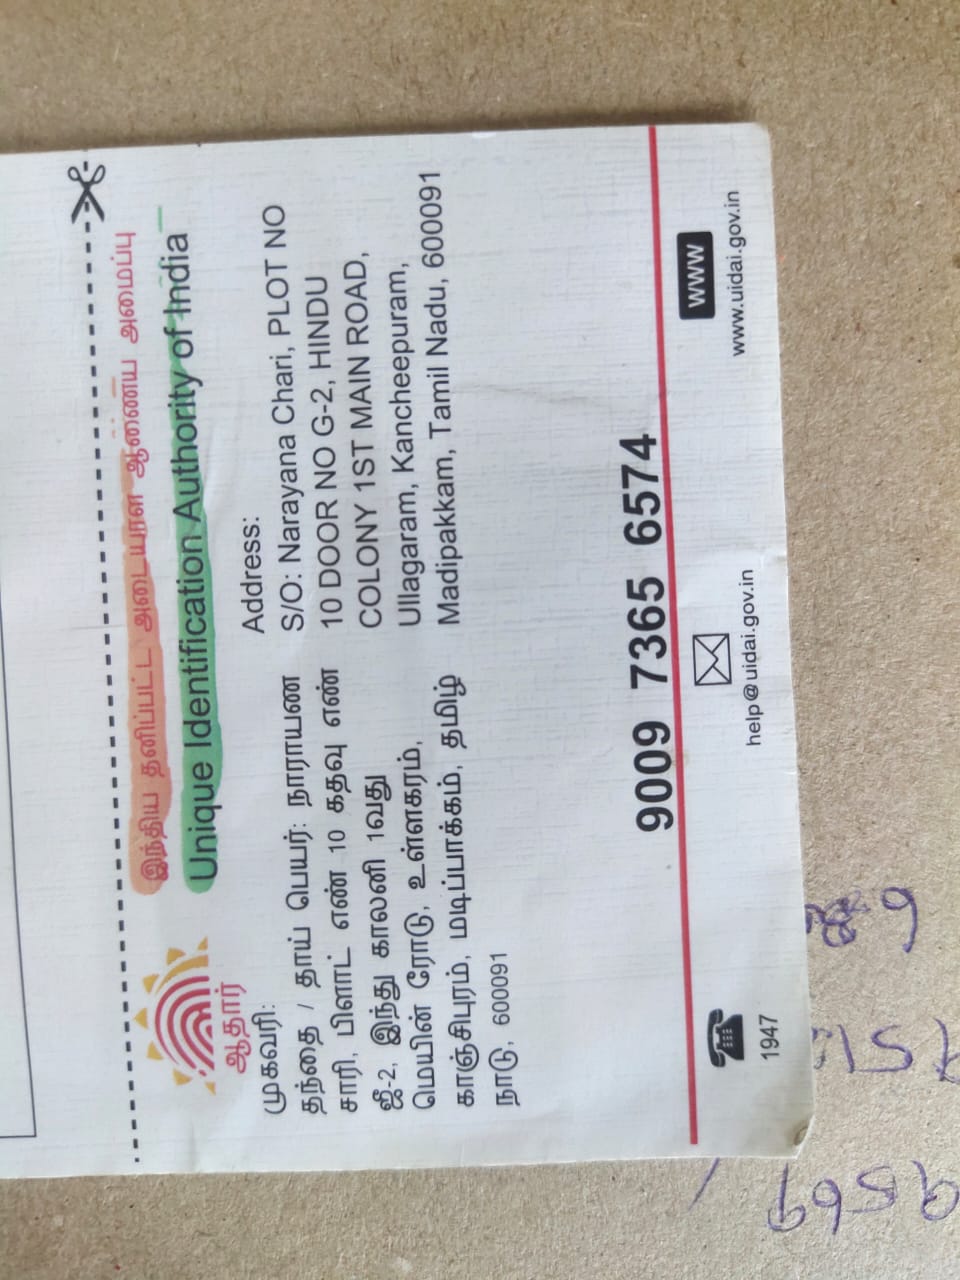 இந்திய தனிப்பட்ட அடையாள ஆணைய அமைப்பு
Unique Identification Authority of India
ஆதார்
முகவரி:
தந்தை / தாய் பெயர்: நாராயண
சாரி, பிளாட் எண் 10 கதவு எண்
ஜீ-2, இந்து காலனி 1வது
மெயின் ரோடு, உள்ளகரம்,
காஞ்சிபுரம், மடிப்பாக்கம், தமிழ்
நாடு, 600091
Address:
S/O: Narayana Chari, PLOT NO
10 DOOR NO G-2, HINDU
COLONY 1ST MAIN ROAD,
Ullagaram, Kancheepuram,
Madipakkam, Tamil Nadu, 600091
9009 7365 6574
1947
help@uidai.gov.in
www
www.uidai.gov.in